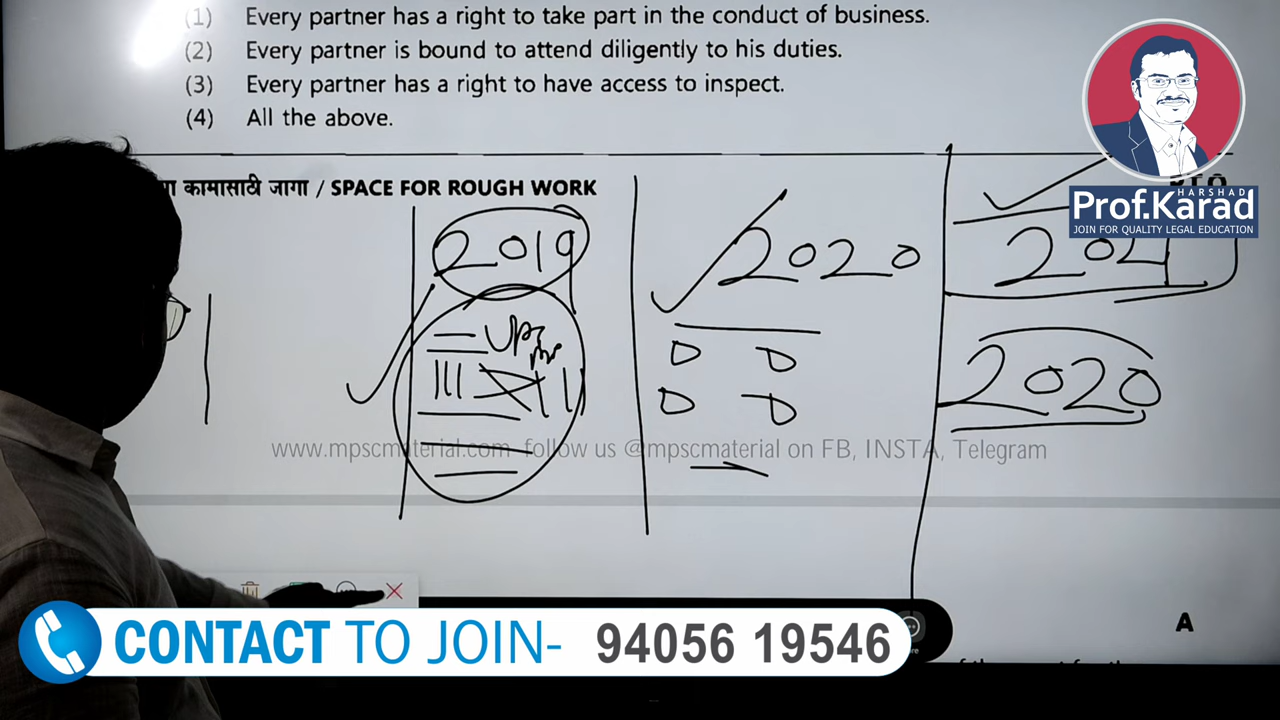 (1) Every partner has a right to take part in the conduct of business.
(2) Every partner is bound to attend diligently to his duties.
(3) Every partner has a right to have access to inspect.
(4) All the above.
कामासाठी जागा / SPACE FOR ROUGH WORK
P.T.O
HARSHAD
Prof.Karad
JOIN FOR QUALITY LEGAL EDUCATION
2019 2020 2021
2020
www.mpscmaterial.com follow us @mpscmaterial on FB, INSTA, Telegram
A
CONTACT TO JOIN- 94056 19546